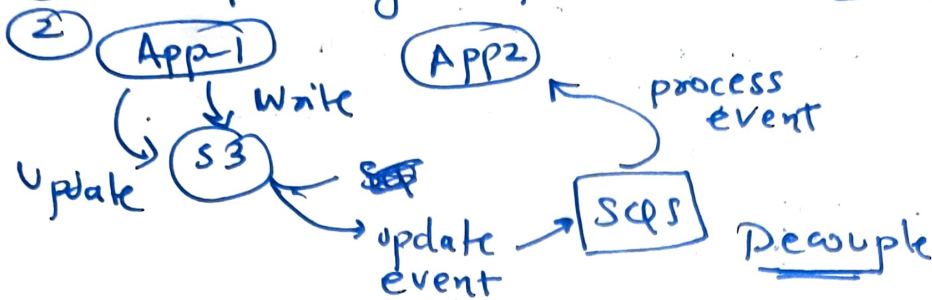 2
App-1
App2
Write
process
event
S3
Update
update
event
SQS
Decouple